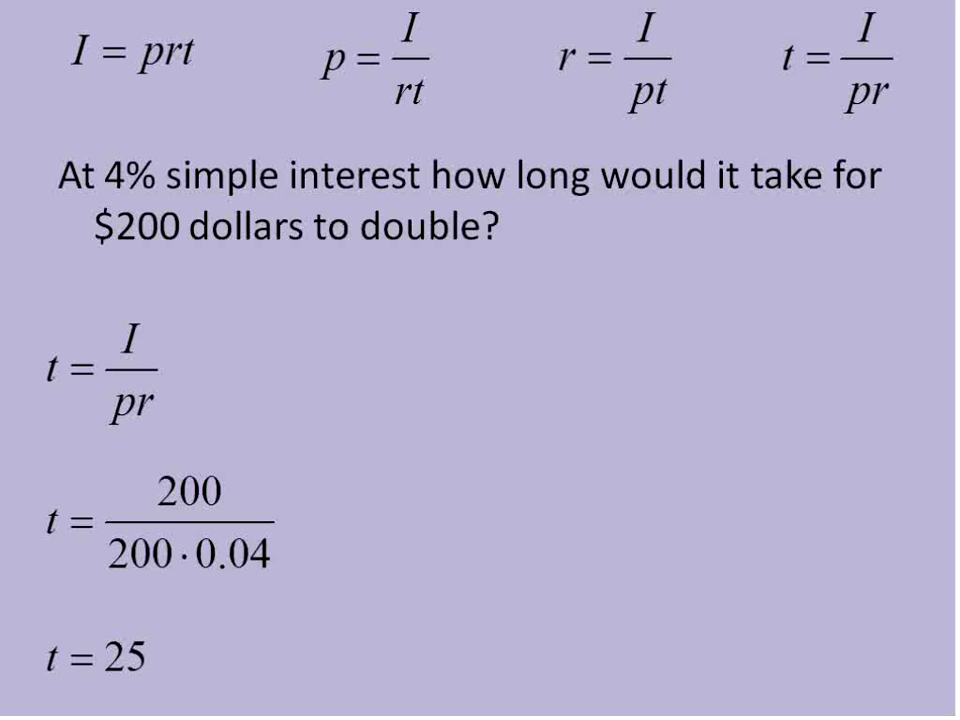 I = prt p = I/rt r = I/pt t = I/pr
At 4% simple interest how long would it take for
$200 dollars to double?
t = I/pr
t = 200/200·0.04
t = 25